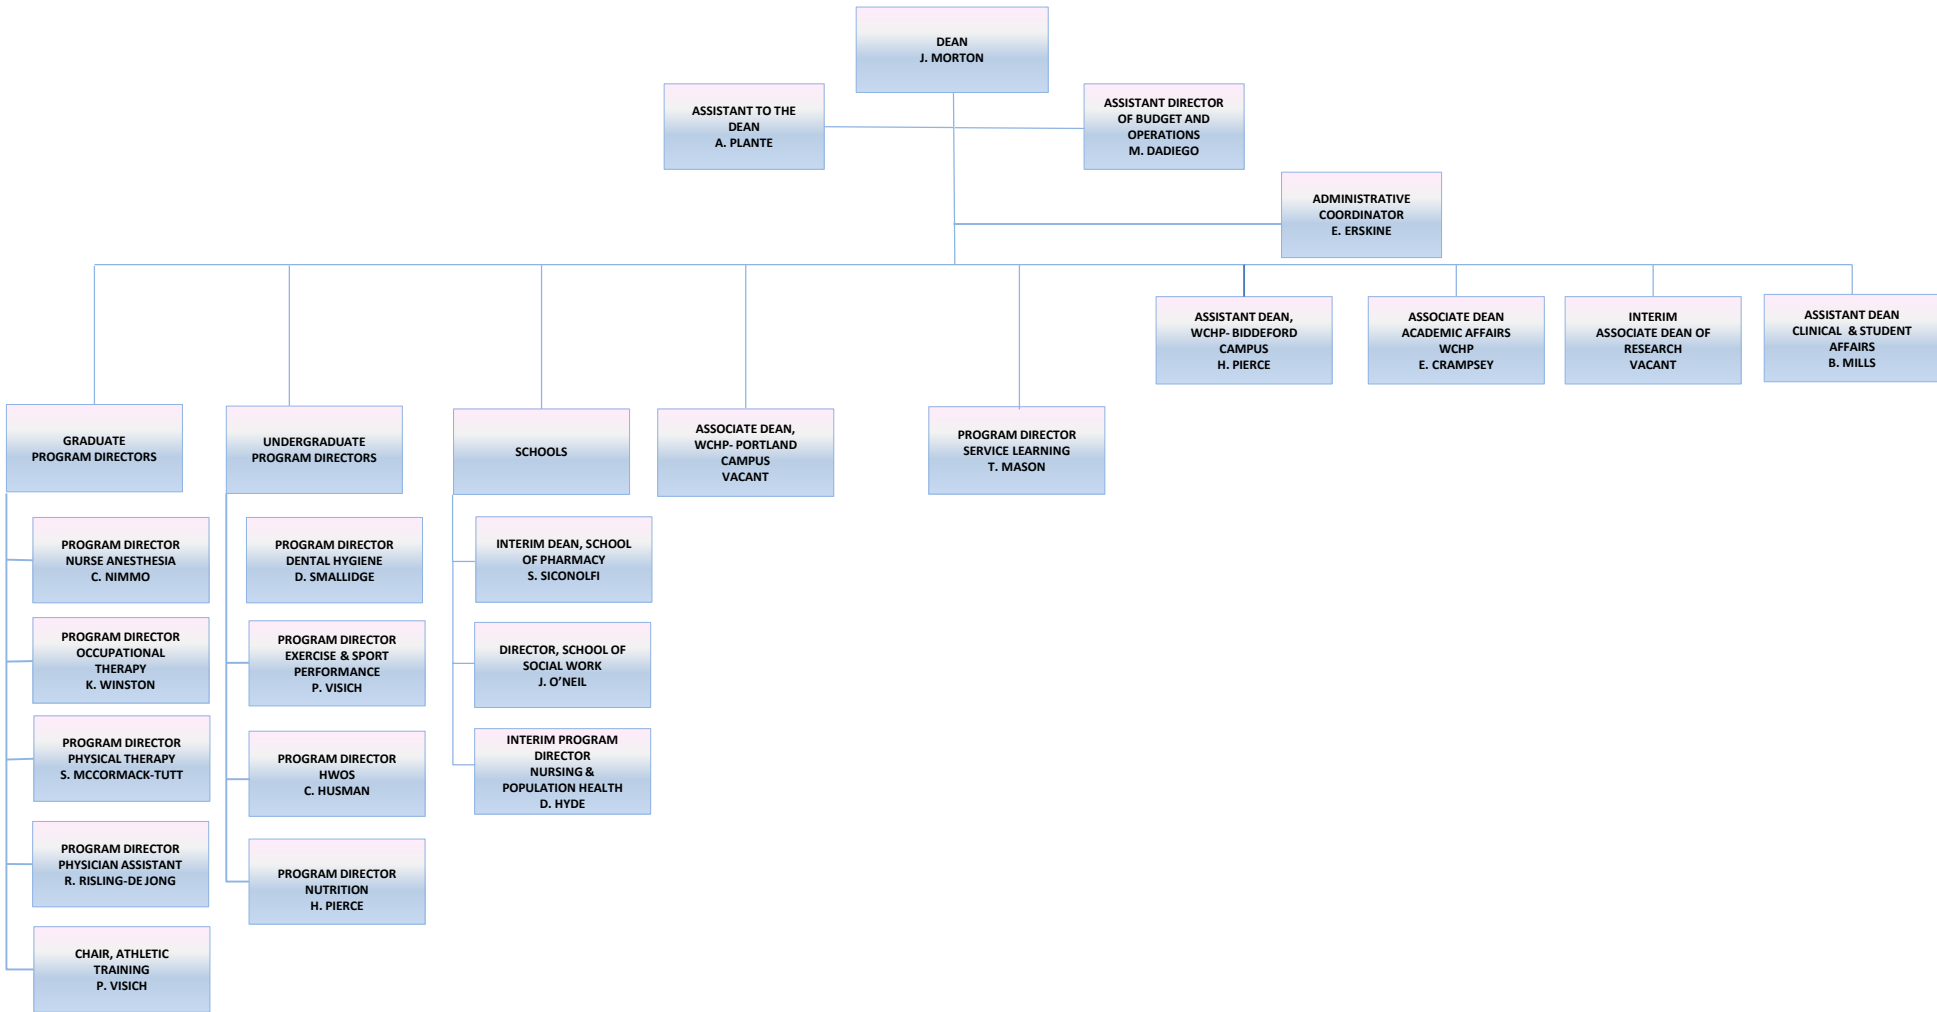 DEAN
J. MORTON
ASSISTANT TO THE
DEAN
A. PLANTE
ASSISTANT DIRECTOR
OF BUDGET AND
OPERATIONS
M. DADIEGO
ADMINISTRATIVE
COORDINATOR
E. ERSKINE
ASSISTANT DEAN,
WCHP- BIDDEFORD
CAMPUS
H. PIERCE
ASSOCIATE DEAN
ACADEMIC AFFAIRS
WCHP
E. CRAMPSEY
INTERIM
ASSOCIATE DEAN OF
RESEARCH
VACANT
ASSISTANT DEAN
CLINICAL & STUDENT
AFFAIRS
B. MILLS
GRADUATE
PROGRAM DIRECTORS
UNDERGRADUATE
PROGRAM DIRECTORS
SCHOOLS
ASSOCIATE DEAN,
WCHP- PORTLAND
CAMPUS
VACANT
PROGRAM DIRECTOR
SERVICE LEARNING
T. MASON
PROGRAM DIRECTOR
NURSE ANESTHESIA
C. NIMMO
PROGRAM DIRECTOR
DENTAL HYGIENE
D. SMALLIDGE
INTERIM DEAN, SCHOOL
OF PHARMACY
S. SICONOLFI
PROGRAM DIRECTOR
OCCUPATIONAL
THERAPY
K. WINSTON
PROGRAM DIRECTOR
EXERCISE & SPORT
PERFORMANCE
P. VISICH
DIRECTOR, SCHOOL OF
SOCIAL WORK
J. O’NEIL
PROGRAM DIRECTOR
PHYSICAL THERAPY
S. MCCORMACK-TUTT
PROGRAM DIRECTOR
HWOS
C. HUSMAN
INTERIM PROGRAM
DIRECTOR
NURSING &
POPULATION HEALTH
D. HYDE
PROGRAM DIRECTOR
PHYSICIAN ASSISTANT
R. RISLING-DE JONG
PROGRAM DIRECTOR
NUTRITION
H. PIERCE
CHAIR, ATHLETIC
TRAINING
P. VISICH